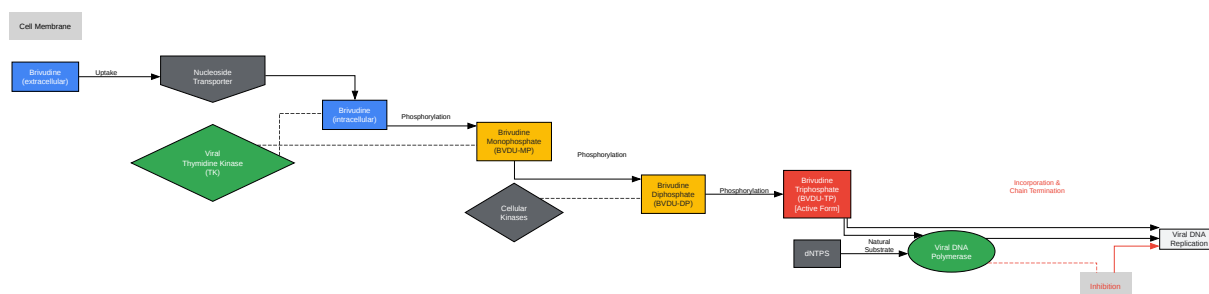 Cell Membrane
Brivudine
(extracellular)
Uptake
Nucleoside
Transporter
Brivudine
(intracellular)
Phosphorylation
Viral
Thymidine Kinase
(TK)
Brivudine
Monophosphate
(BVDU-MP)
Phosphorylation
Cellular
Kinases
Brivudine
Diphosphate
(BVDU-DP)
Phosphorylation
Brivudine
Triphosphate
(BVDU-TP)
[Active Form]
Incorporation &
Chain Termination
dNTPS
Natural
Substrate
Viral DNA
Polymerase
Viral DNA
Replication
Inhibition